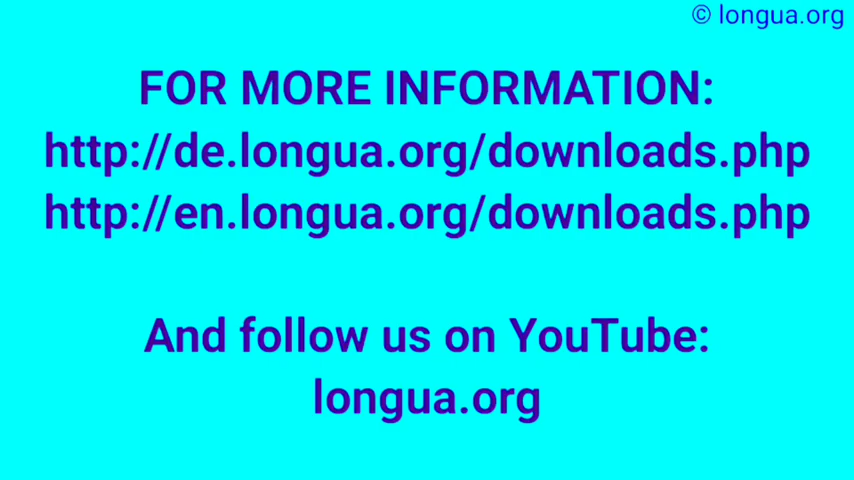 © longua.org
FOR MORE INFORMATION:
http://de.longua.org/downloads.php
http://en.longua.org/downloads.php
And follow us on YouTube:
longua.org